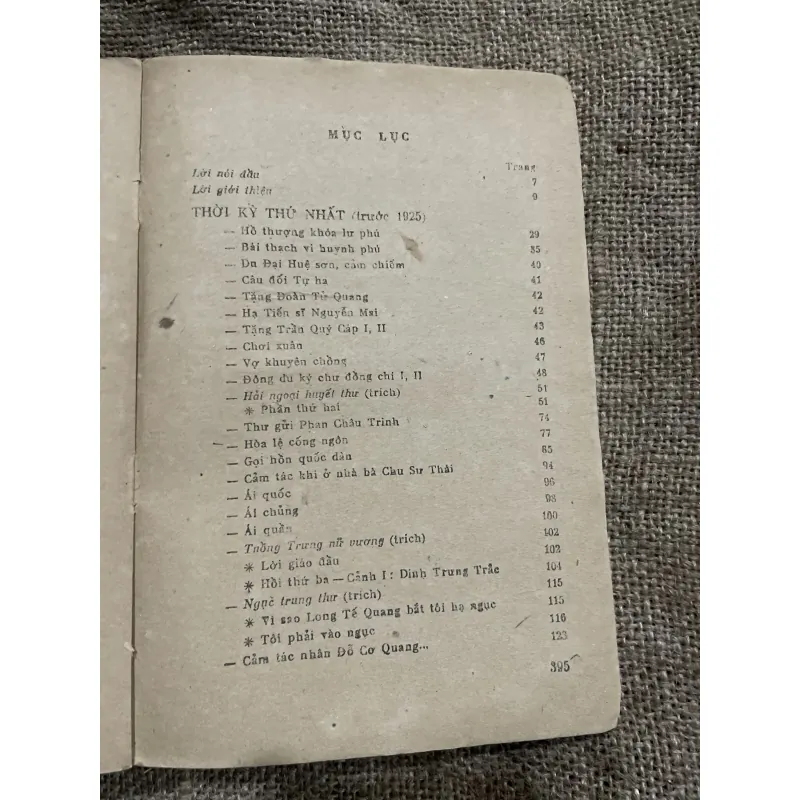 MỤC LỤC
Trang
Lời nói đầu 7
Lời giới thiệu 9
THỜI KỲ THỨ NHẤT (trước 1925)
— Hồ thượng khóa lư phú 29
— Bái thạch vi huynh phú 35
— Du Đại Huệ sơn, cảm chiếm 40
— Câu đối Tự hạ 41
— Tặng Đoàn Tử Quang 42
— Hạ Tiến sĩ Nguyễn Mai 42
— Tặng Trần Quý Cáp I, II 43
— Chơi xuân 46
— Vợ khuyên chồng 47
— Đông du ký chư đồng chí I, II 48
— Hải ngoại huyết thư (trích) 51
* Phần thứ hai 51
— Thư gửi Phan Châu Trinh 74
— Hòa lệ cống ngôn 77
— Gọi hồn quốc dân 85
— Cảm tác khi ở nhà bà Chu Sư Thái 94
— Ái quốc 96
— Ái chủng 98
— Ái quần 100
— Tuồng Trưng nữ vương (trích) 102
* Lời giáo đầu 102
* Hồi thứ ba — Cảnh I: Dinh Trưng Trắc 104
— Ngục trung thư (trích) 115
* Vì sao Long Tế Quang bắt tôi hạ ngục 115
* Tôi phải vào ngục 116
— Cảm tác nhân Đỗ Cơ Quang... 123
395